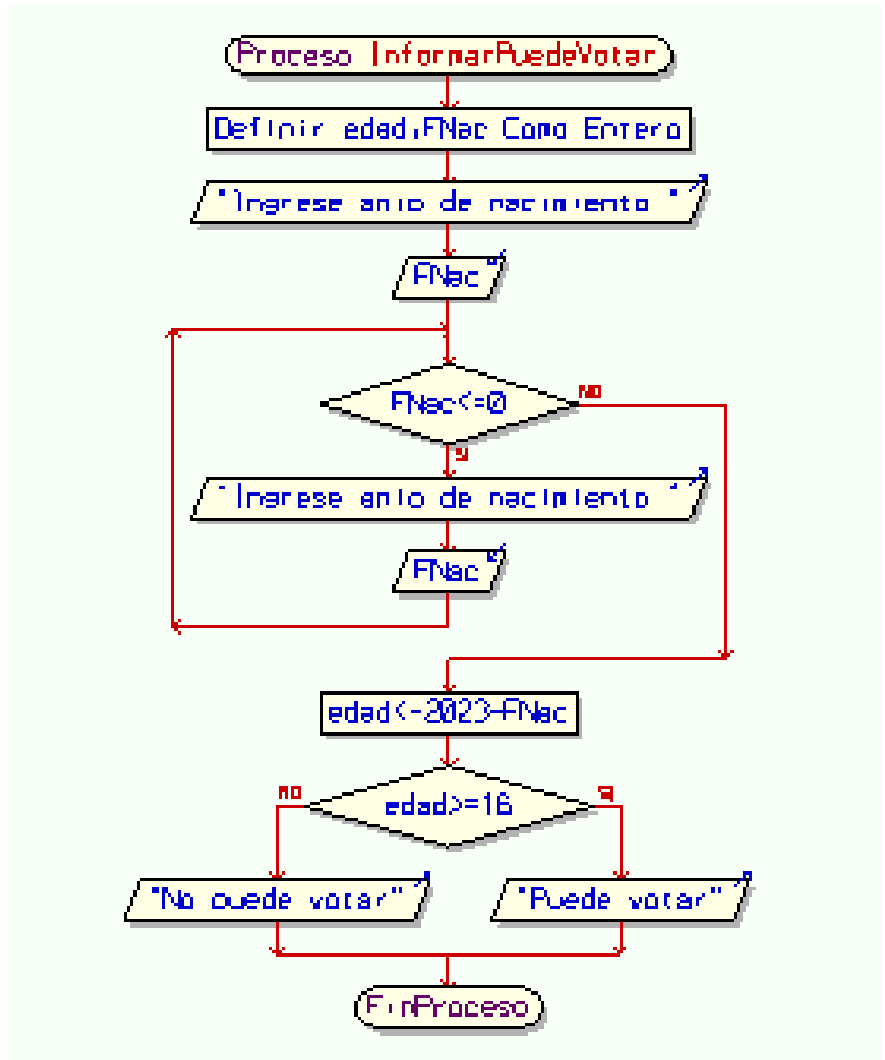 Proceso InformarPuedeVotar
Definir edad,FNac Como Entero
"Ingrese anio de nacimiento "
FNac
FNac<=0
No
Si
"Ingrese anio de nacimiento "
FNac
edad<-2023-FNac
edad>=16
no
si
"No puede votar"
"Puede votar"
FinProceso